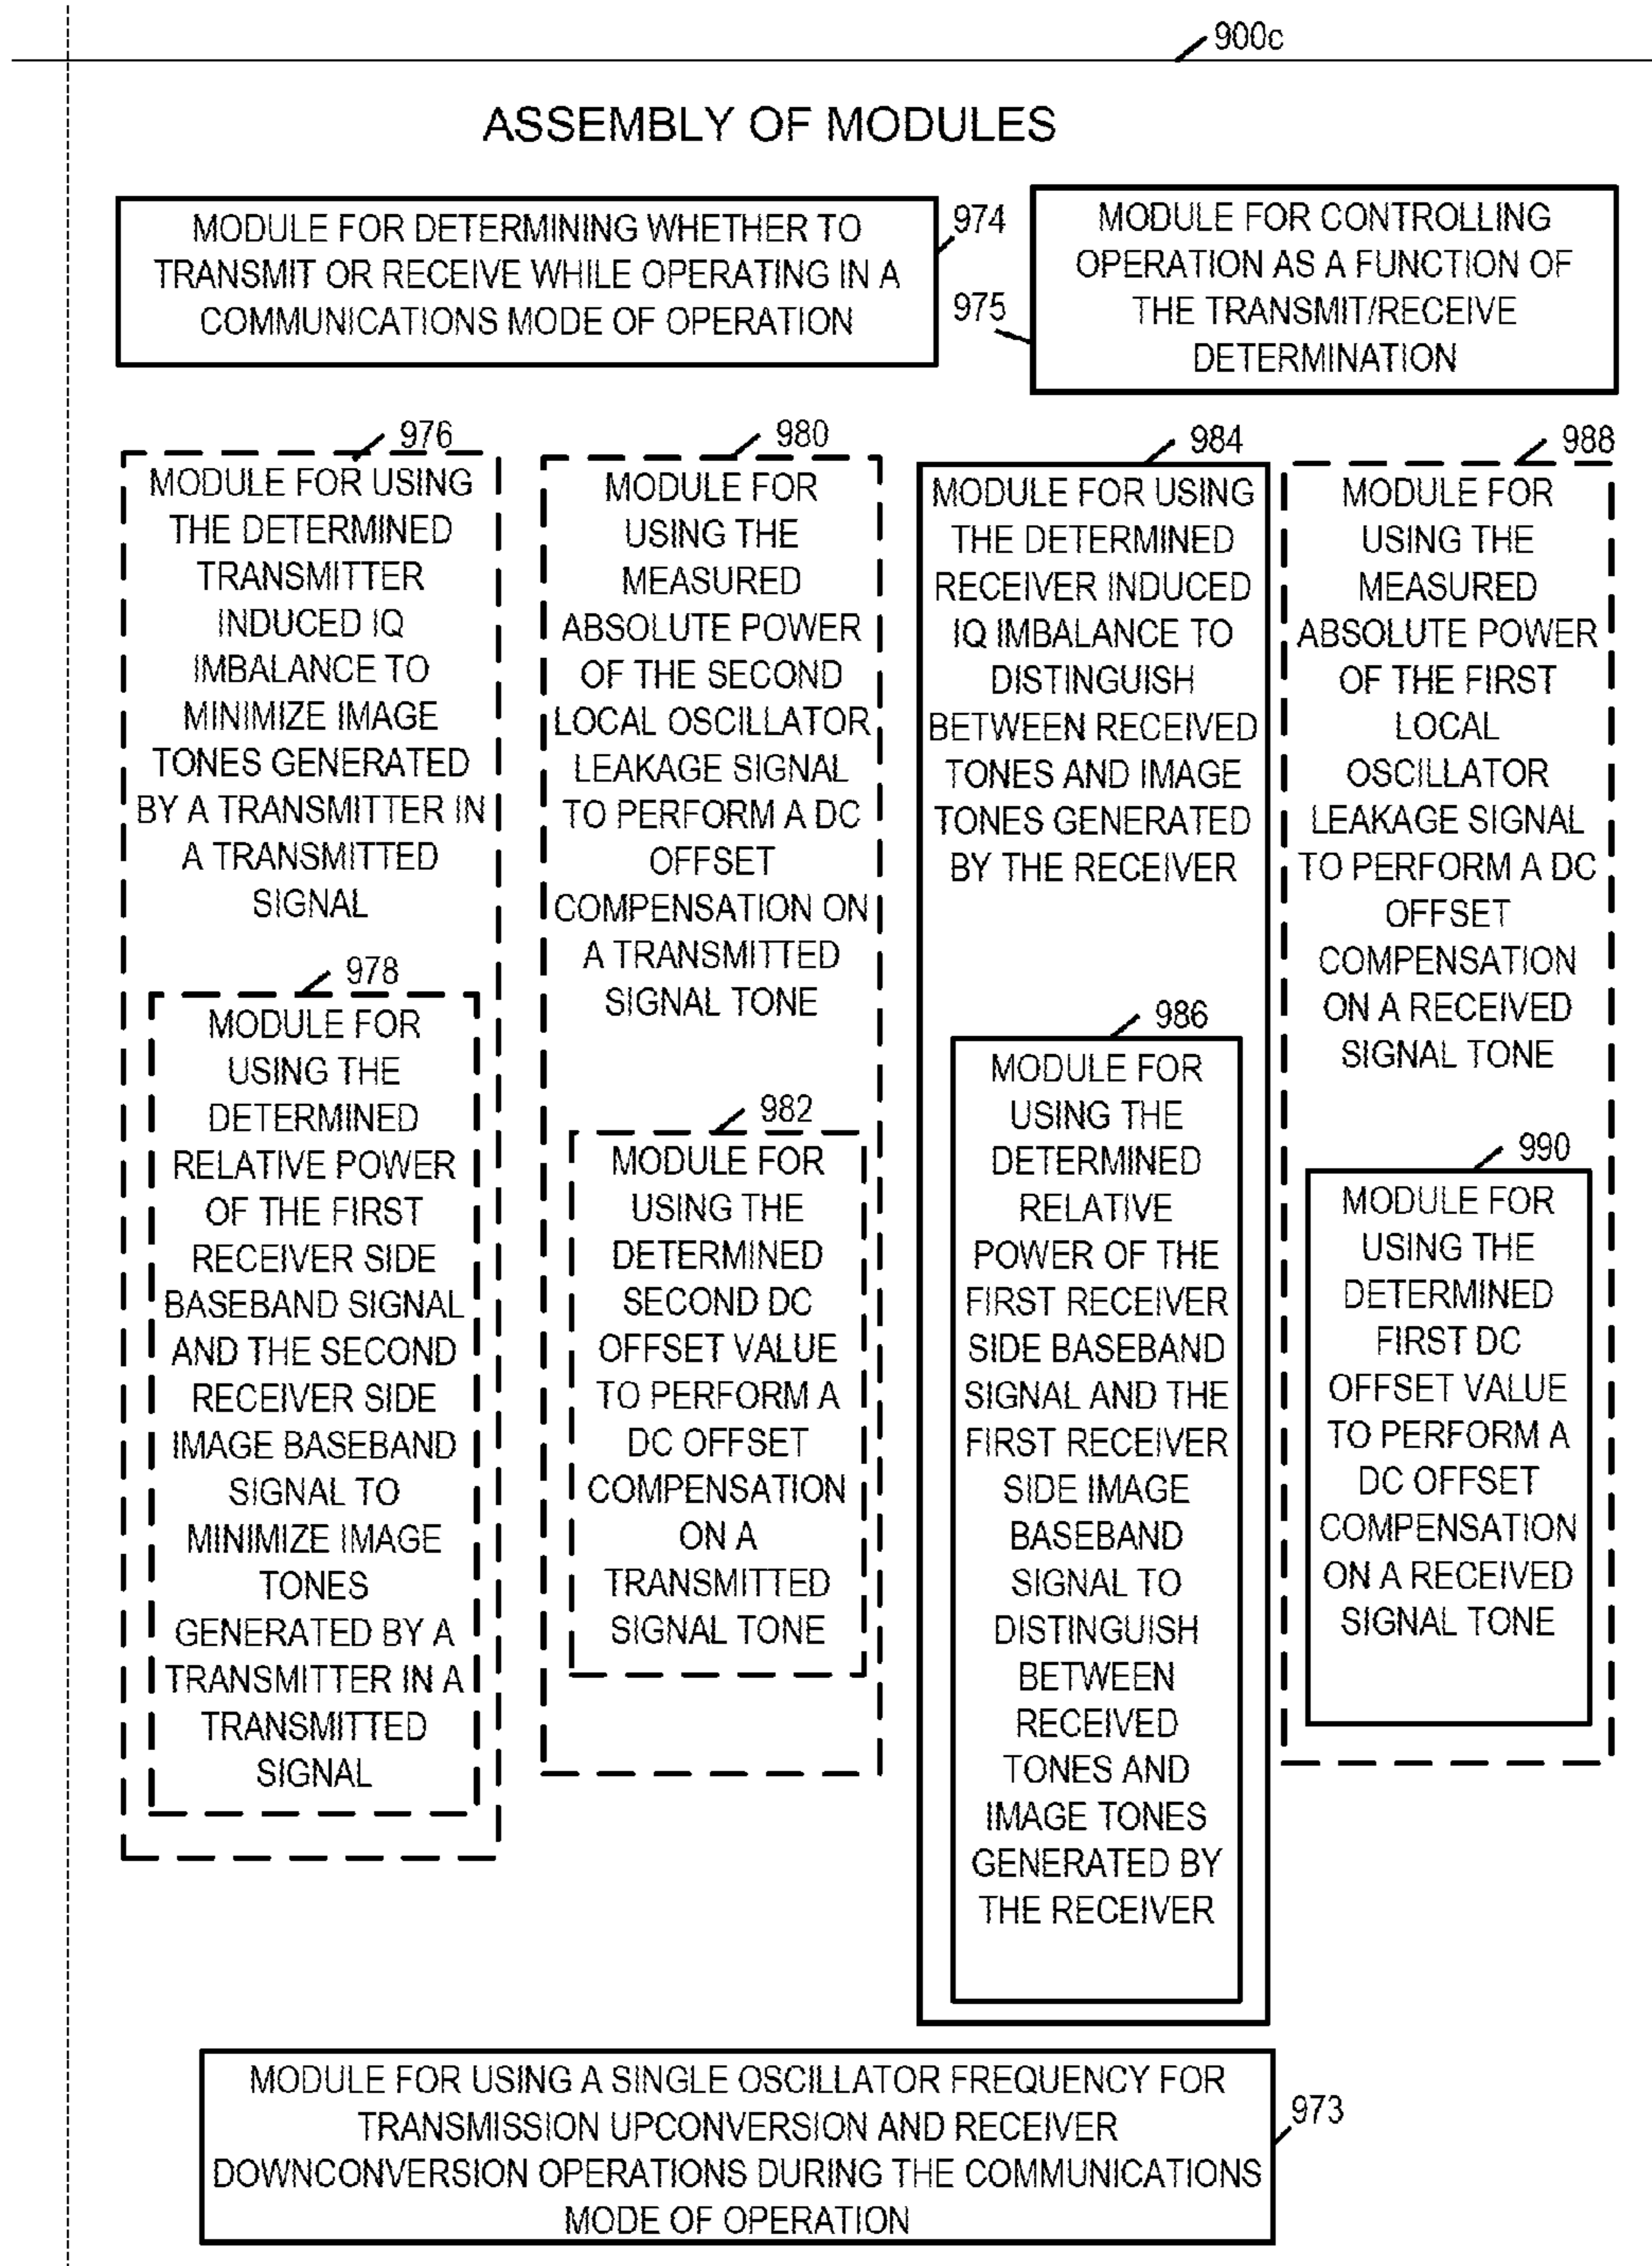 900c
ASSEMBLY OF MODULES
MODULE FOR DETERMINING WHETHER TO
TRANSMIT OR RECEIVE WHILE OPERATING IN A
COMMUNICATIONS MODE OF OPERATION
974
MODULE FOR CONTROLLING
OPERATION AS A FUNCTION OF
THE TRANSMIT/RECEIVE
DETERMINATION
975
976
MODULE FOR USING
THE DETERMINED
TRANSMITTER
INDUCED IQ
IMBALANCE TO
MINIMIZE IMAGE
TONES GENERATED
BY A TRANSMITTER IN
A TRANSMITTED
SIGNAL
978
MODULE FOR
USING THE
DETERMINED
RELATIVE POWER
OF THE FIRST
RECEIVER SIDE
BASEBAND SIGNAL
AND THE SECOND
RECEIVER SIDE
IMAGE BASEBAND
SIGNAL TO
MINIMIZE IMAGE
TONES
GENERATED BY A
TRANSMITTER IN A
TRANSMITTED
SIGNAL
980
MODULE FOR
USING THE
MEASURED
ABSOLUTE POWER
OF THE SECOND
LOCAL OSCILLATOR
LEAKAGE SIGNAL
TO PERFORM A DC
OFFSET
COMPENSATION ON
A TRANSMITTED
SIGNAL TONE
982
MODULE FOR
USING THE
DETERMINED
SECOND DC
OFFSET VALUE
TO PERFORM A
DC OFFSET
COMPENSATION
ON A
TRANSMITTED
SIGNAL TONE
984
MODULE FOR USING
THE DETERMINED
RECEIVER INDUCED
IQ IMBALANCE TO
DISTINGUISH
BETWEEN RECEIVED
TONES AND IMAGE
TONES GENERATED
BY THE RECEIVER
986
MODULE FOR
USING THE
DETERMINED
RELATIVE
POWER OF THE
FIRST RECEIVER
SIDE BASEBAND
SIGNAL AND THE
FIRST RECEIVER
SIDE IMAGE
BASEBAND
SIGNAL TO
DISTINGUISH
BETWEEN
RECEIVED
TONES AND
IMAGE TONES
GENERATED BY
THE RECEIVER
988
MODULE FOR
USING THE
MEASURED
ABSOLUTE POWER
OF THE FIRST
LOCAL
OSCILLATOR
LEAKAGE SIGNAL
TO PERFORM A DC
OFFSET
COMPENSATION
ON A RECEIVED
SIGNAL TONE
990
MODULE FOR
USING THE
DETERMINED
FIRST DC
OFFSET VALUE
TO PERFORM A
DC OFFSET
COMPENSATION
ON A RECEIVED
SIGNAL TONE
MODULE FOR USING A SINGLE OSCILLATOR FREQUENCY FOR
TRANSMISSION UPCONVERSION AND RECEIVER
DOWNCONVERSION OPERATIONS DURING THE COMMUNICATIONS
MODE OF OPERATION
973